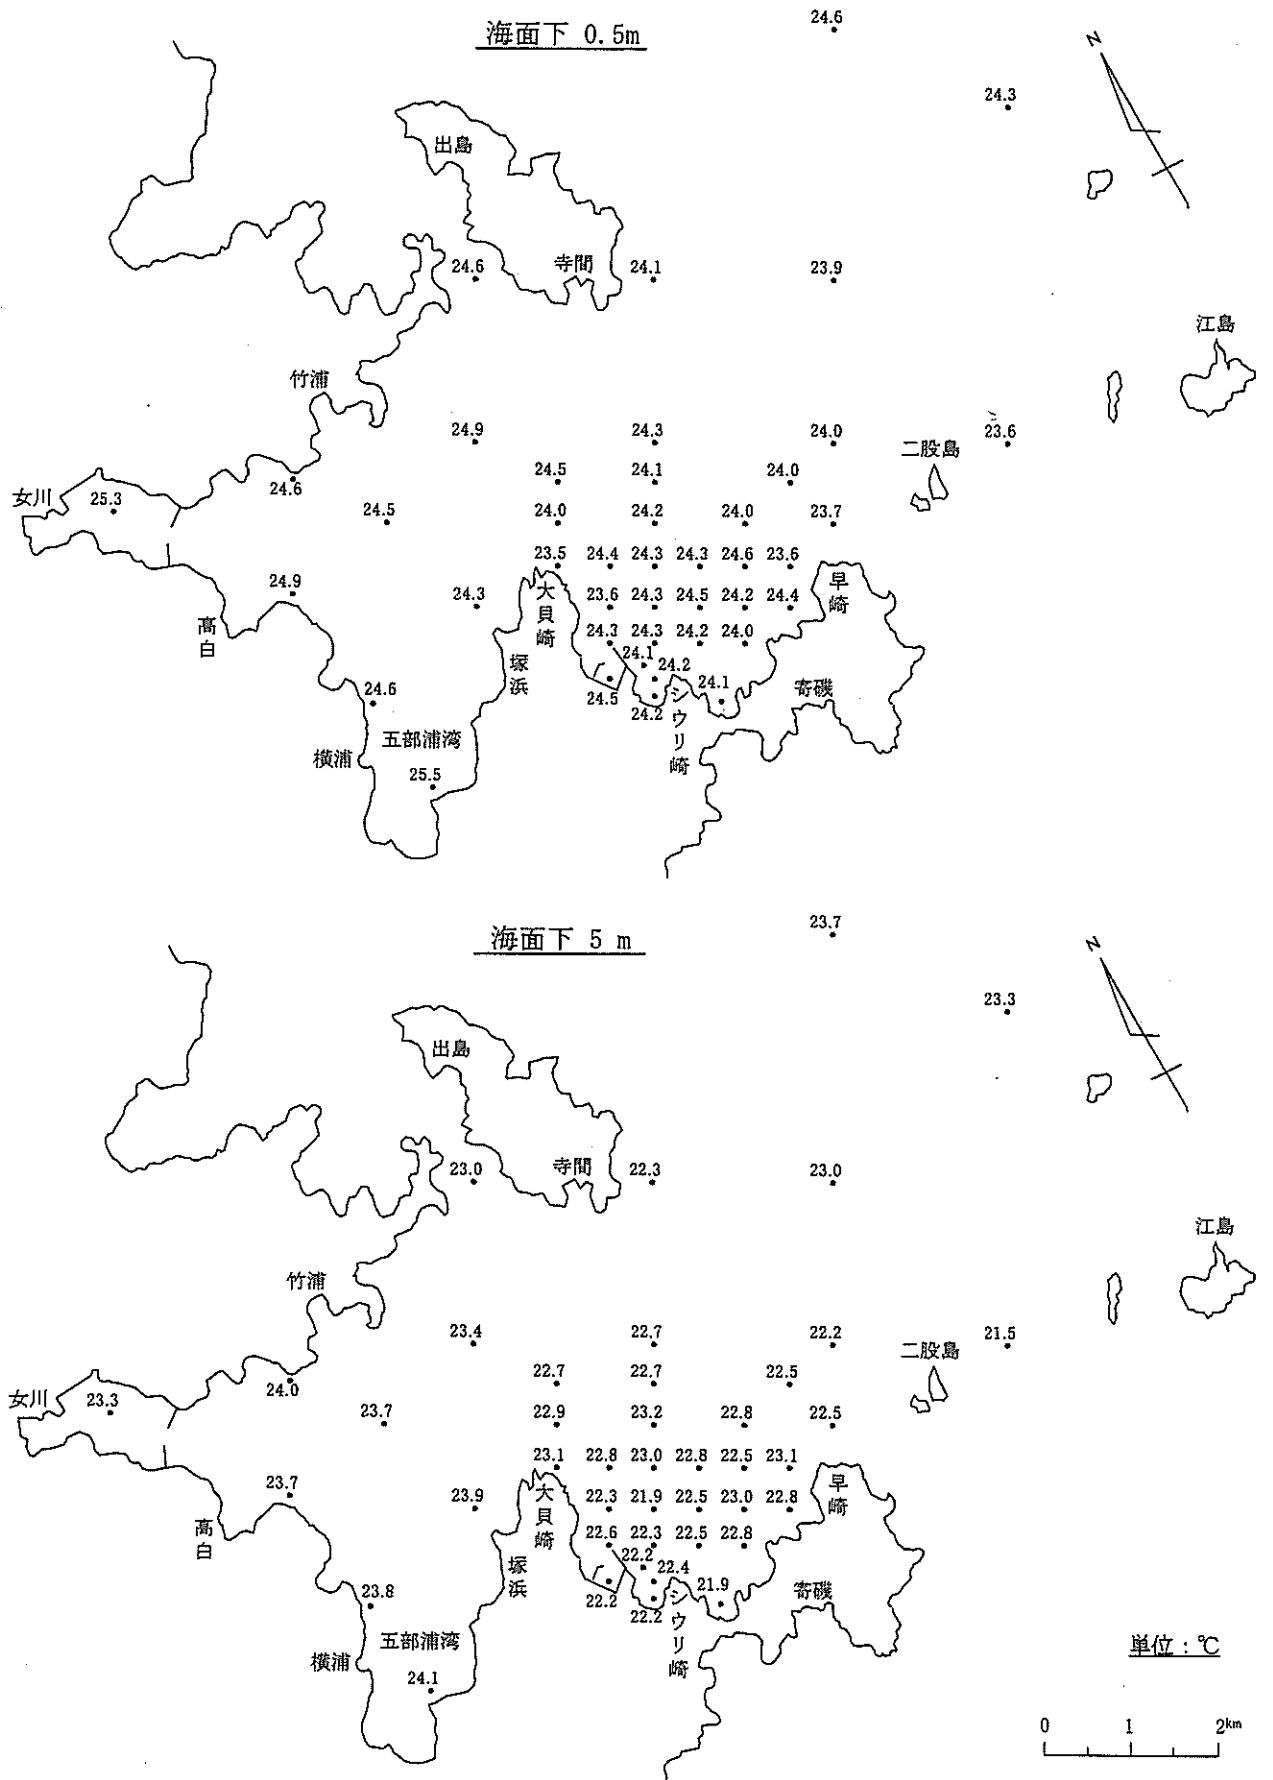 海面下 0.5m
24.6
N
24.3
出島
24.6
寺間
24.1
23.9
江島
竹浦
24.9
24.3
24.0
23.6
二股島
24.5
24.1
24.0
24.6
女川
25.3
24.5
24.0
24.2
24.0
23.7
23.5
24.4
24.3
24.3
24.6
23.6
24.9
24.3
大貝崎
23.6
24.3
24.5
24.2
24.4
早崎
高白
24.3
24.3
24.2
24.0
塚浜
24.1
24.2
24.5
24.2
シウリ崎
24.1
寄磯
24.6
五部浦湾
横浦
25.5
海面下 5 m
23.7
N
23.3
出島
23.0
寺間
22.3
23.0
江島
竹浦
23.4
22.7
22.2
21.5
二股島
22.7
22.7
22.5
24.0
女川
23.3
23.7
22.9
23.2
22.8
22.5
23.1
22.8
23.0
22.8
22.5
23.1
23.7
23.9
大貝崎
22.3
21.9
22.5
23.0
22.8
早崎
高白
22.6
22.3
22.5
22.8
塚浜
22.2
22.4
22.2
22.2
シウリ崎
21.9
寄磯
23.8
五部浦湾
横浦
24.1
単位：℃
0 1 2km